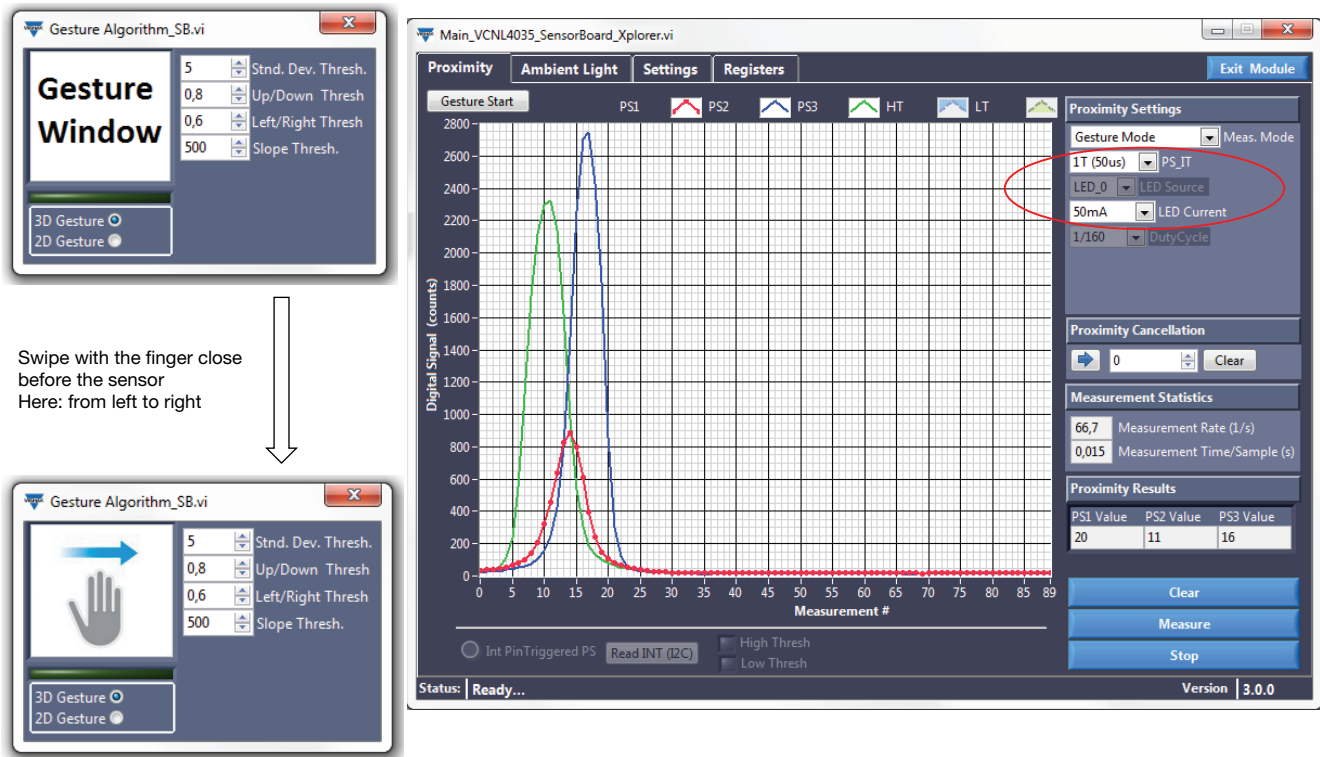 Gesture Algorithm_SB.vi
Gesture
Window
5 Stnd. Dev. Thresh.
0,8 Up/Down Thresh
0,6 Left/Right Thresh
500 Slope Thresh.
3D Gesture
2D Gesture
Swipe with the finger close
before the sensor
Here: from left to right
Gesture Algorithm_SB.vi
5 Stnd. Dev. Thresh.
0,8 Up/Down Thresh
0,6 Left/Right Thresh
500 Slope Thresh.
3D Gesture
2D Gesture
Main_VCNL4035_SensorBoard_Xplorer.vi
Proximity Ambient Light Settings Registers Exit Module
Gesture Start PS1 PS2 PS3 HT LT
Digital Signal (counts)
2800
2600
2400
2200
2000
1800
1600
1400
1200
1000
800
600
400
200
0
0 5 10 15 20 25 30 35 40 45 50 55 60 65 70 75 80 85 89
Measurement #
Int PinTriggered PS Read INT (I2C) High Thresh
Low Thresh
Proximity Settings
Gesture Mode Meas. Mode
1T (50us) PS_IT
LED_0 LED Source
50mA LED Current
1/160 DutyCycle
Proximity Cancellation
0 Clear
Measurement Statistics
66,7 Measurement Rate (1/s)
0,015 Measurement Time/Sample (s)
Proximity Results
PS1 Value PS2 Value PS3 Value
20 11 16
Clear
Measure
Stop
Status: Ready... Version 3.0.0